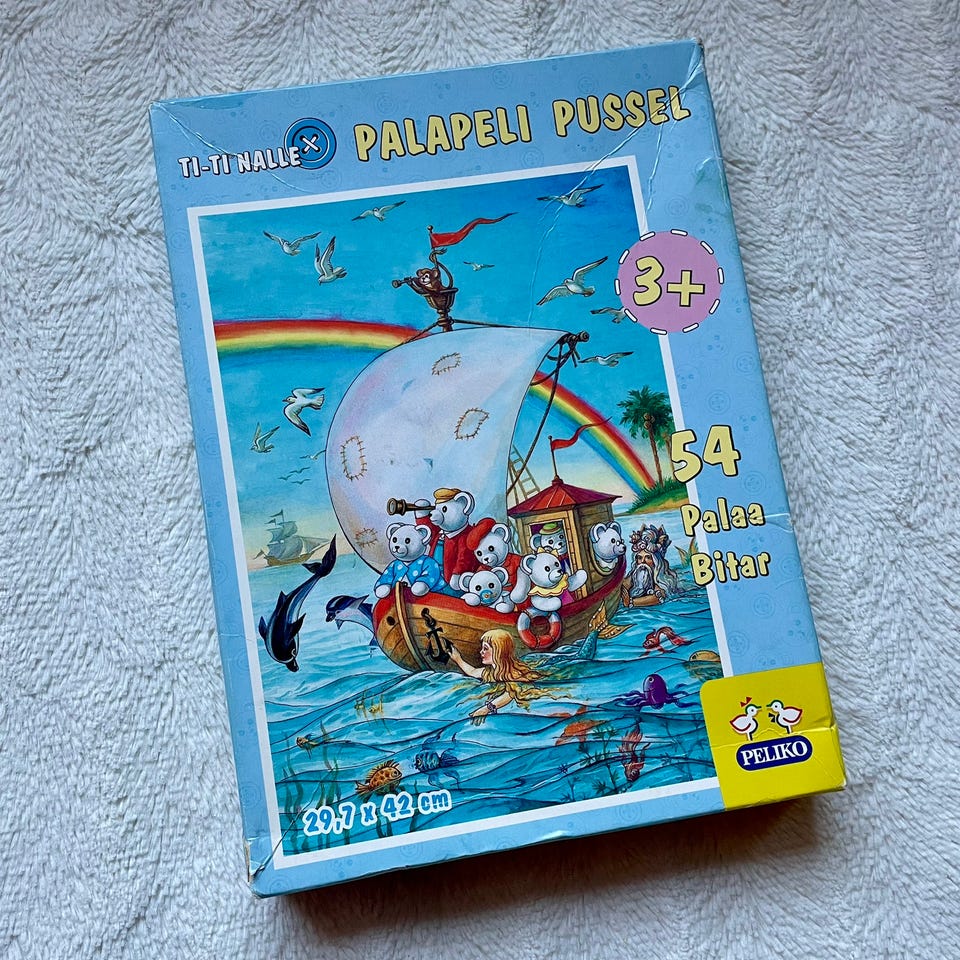 TI-TI NALLE
PALAPELI PUSSEL
3+
54
Palaa
Bitar
PELIKO
29,7 x 42 cm